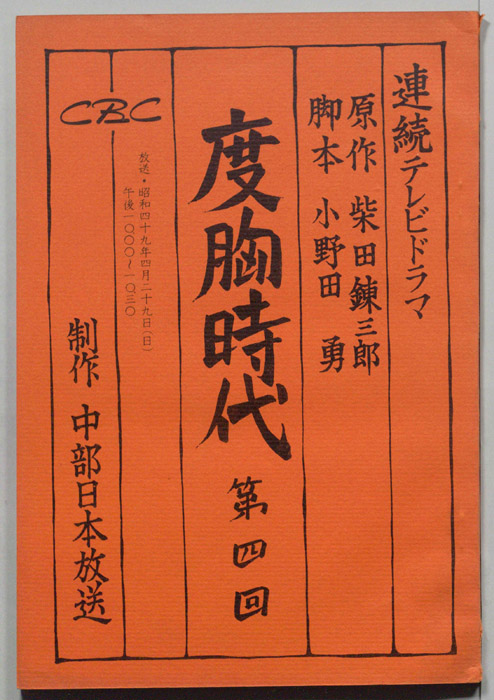 連続テレビドラマ
原作 柴田錬三郎
脚本 小野田 勇
度胸時代 第四回
放送・昭和四十九年四月二十九日(日)
午後一〇・〇〇~一〇・三〇
制作 中部日本放送
CBC